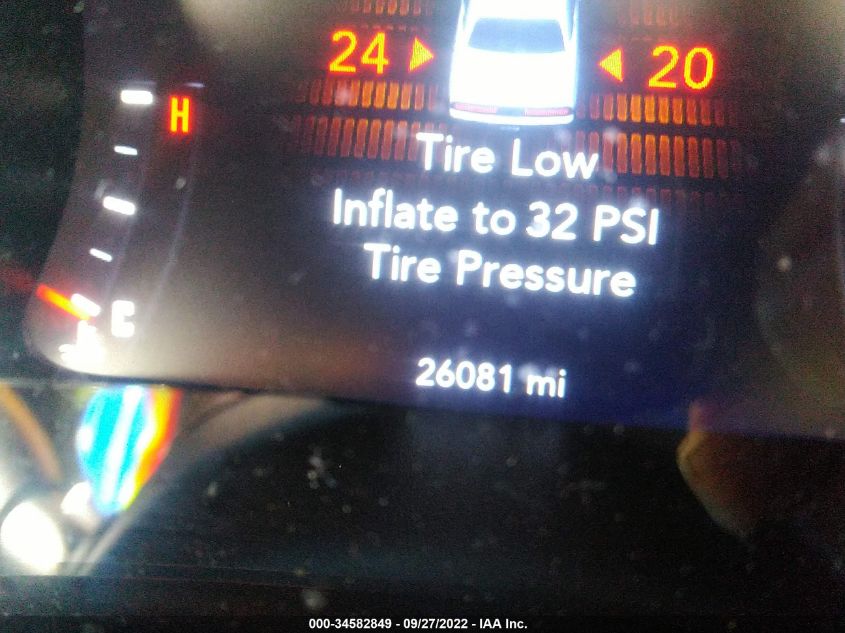 24 20
H
Tire Low
Inflate to 32 PSI
Tire Pressure
C
26081 mi
000-34582849 - 09/27/2022 - IAA Inc.